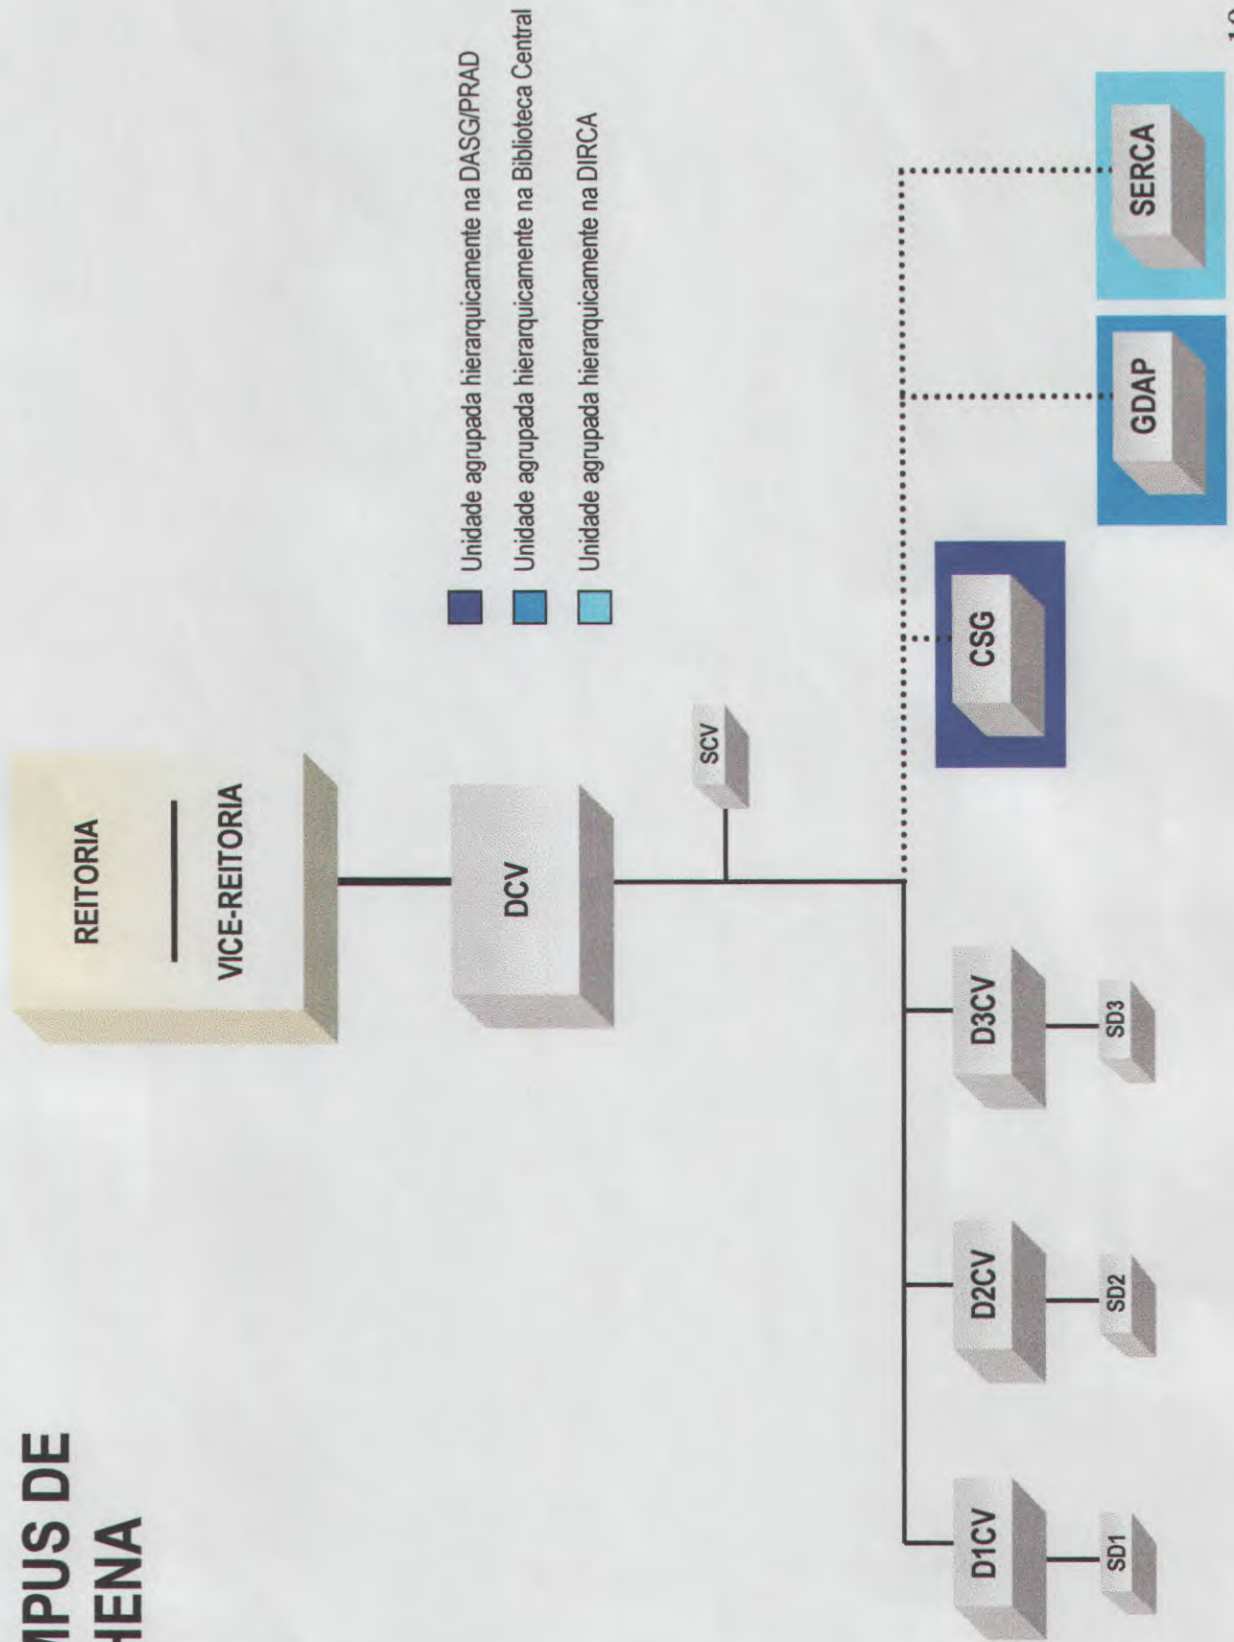 MPUS DE
HENA
REITORIA
VICE-REITORIA
DCV
SCV
Unidade agrupada hierarquicamente na DASG/PRAD
Unidade agrupada hierarquicamente na Biblioteca Central
Unidade agrupada hierarquicamente na DIRCA
D1CV
D2CV
D3CV
CSG
GDAP
SERCA
SD1
SD2
SD3